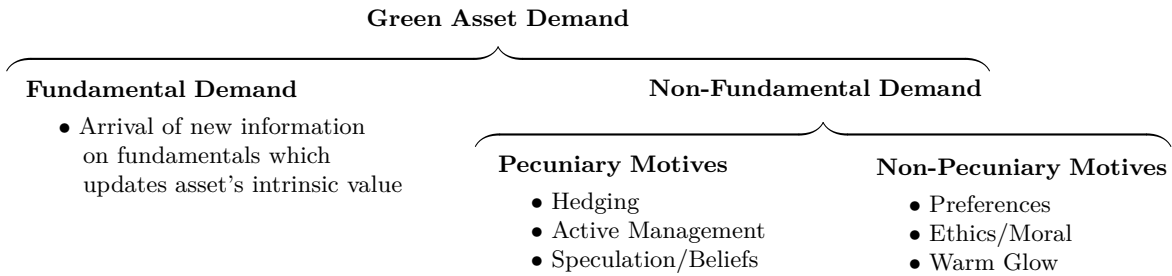 Green Asset Demand
Fundamental Demand
• Arrival of new information
on fundamentals which
updates asset's intrinsic value
Non-Fundamental Demand
Pecuniary Motives
• Hedging
• Active Management
• Speculation/Beliefs
Non-Pecuniary Motives
• Preferences
• Ethics/Moral
• Warm Glow